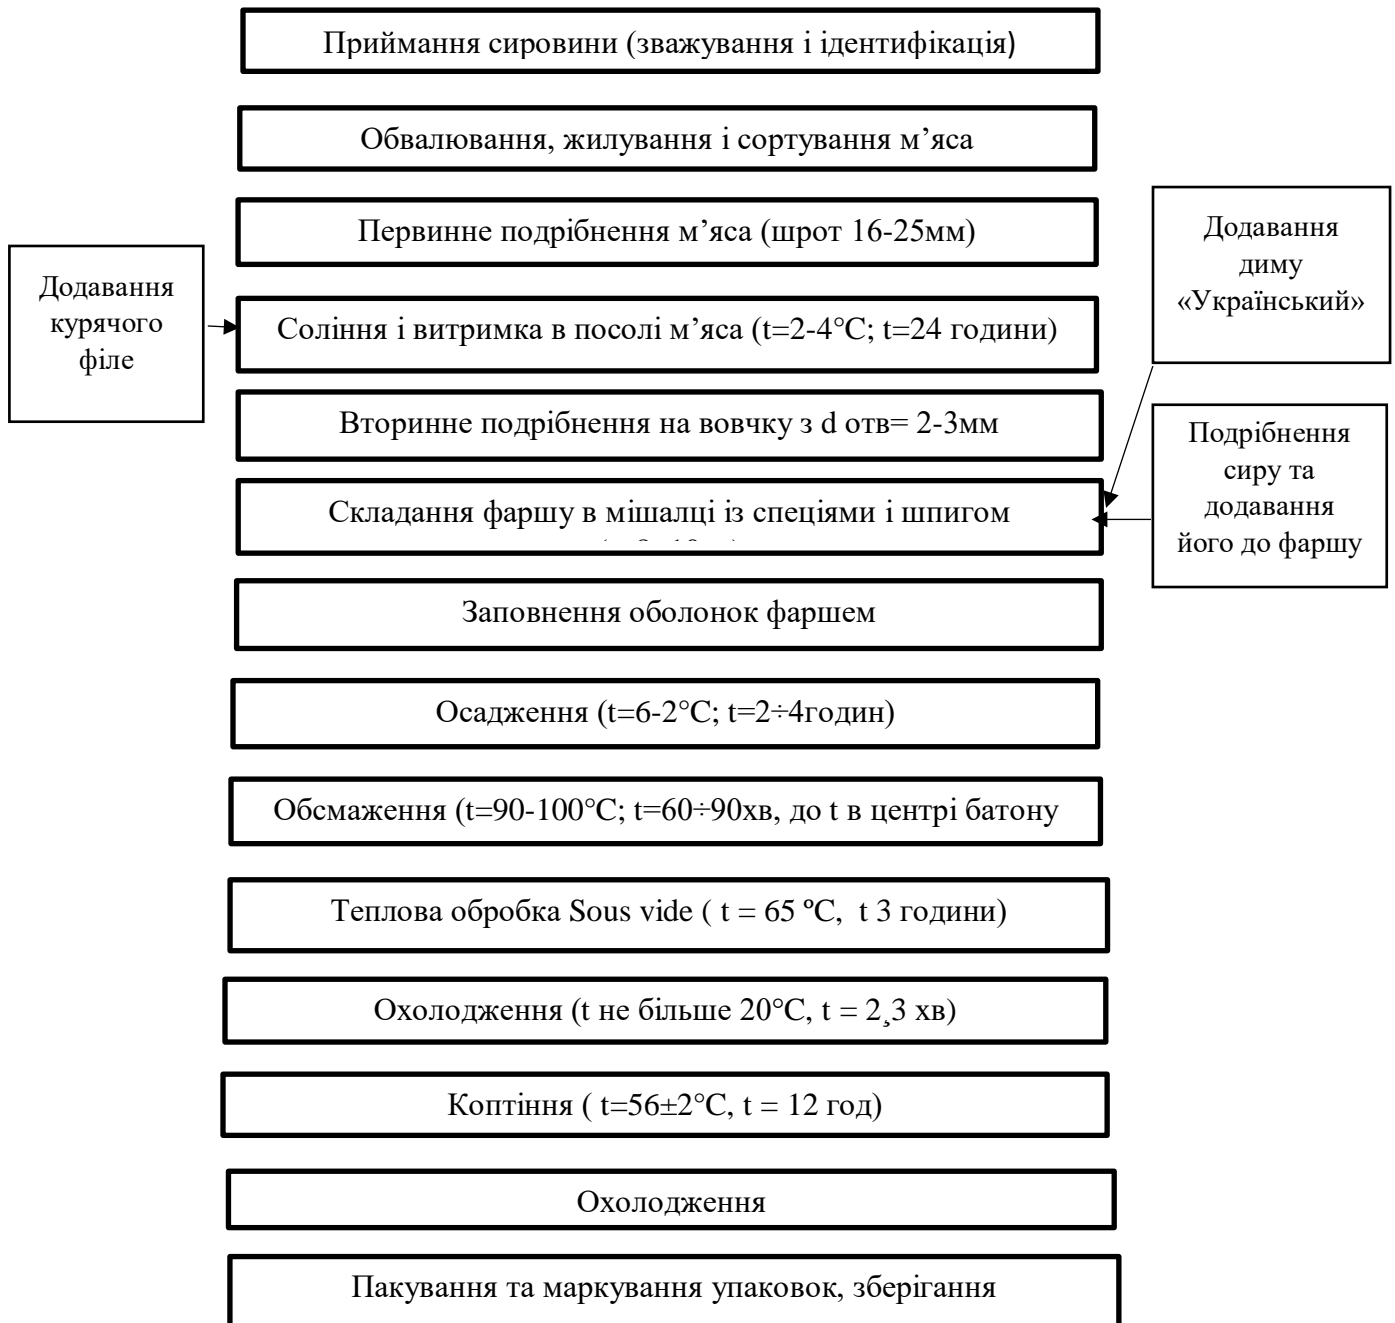 Приймання сировини (зважування і ідентифікація)
Обвалювання, жилування і сортування м’яса
Первинне подрібнення м’яса (шрот 16-25мм)
Додавання
курячого
філе
Соління і витримка в посолі м’яса (t=2-4°С; t=24 години)
Додавання
диму
«Український»
Вторинне подрібнення на вовчку з d отв= 2-3мм
Складання фаршу в мішалці із спеціями і шпигом
Подрібнення
сиру та
додавання
його до фаршу
Заповнення оболонок фаршем
Осадження (t=6-2°С; t=2÷4годин)
Обсмаження (t=90-100°С; t=60÷90хв, до t в центрі батону
Теплова обробка Sous vide ( t = 65 ºС,  t 3 години)
Охолодження (t не більше 20°С, t = 2¸3 хв)
Коптіння ( t=56±2°С, t = 12 год)
Охолодження
Пакування та маркування упаковок, зберігання